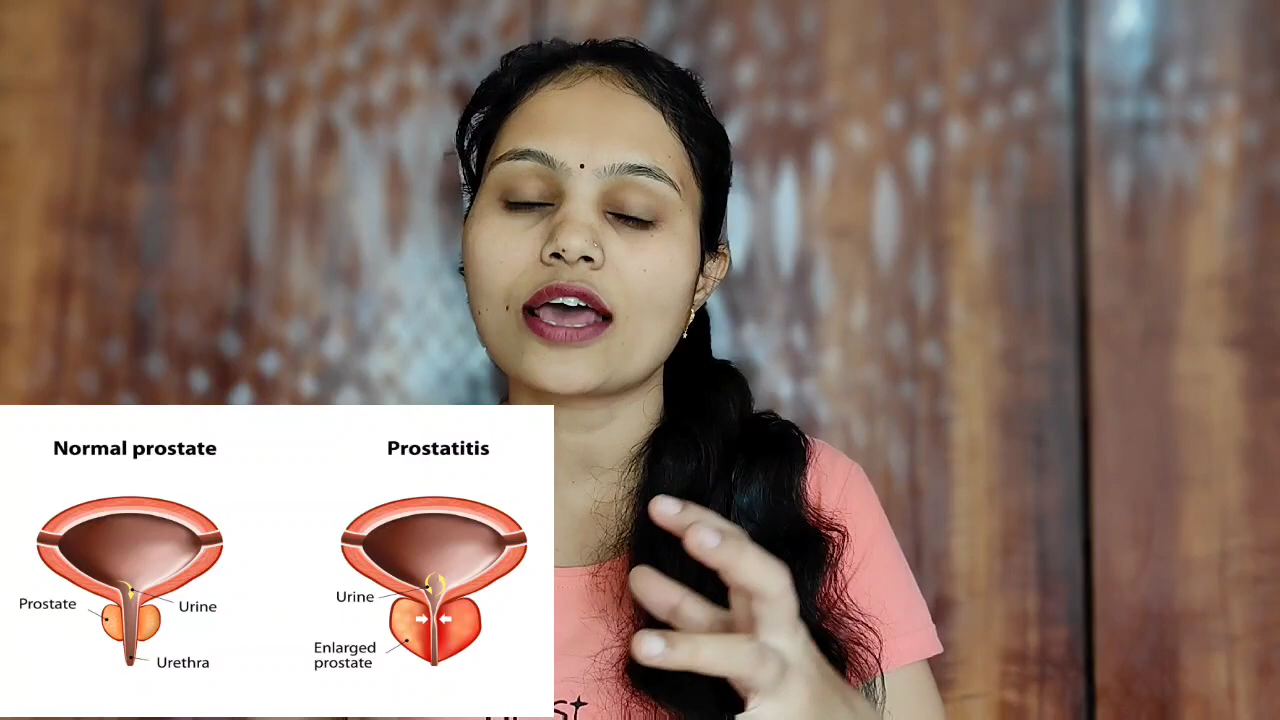 Normal prostate
Prostatitis
Prostate
Urine
Urethra
Urine
Enlarged
prostate